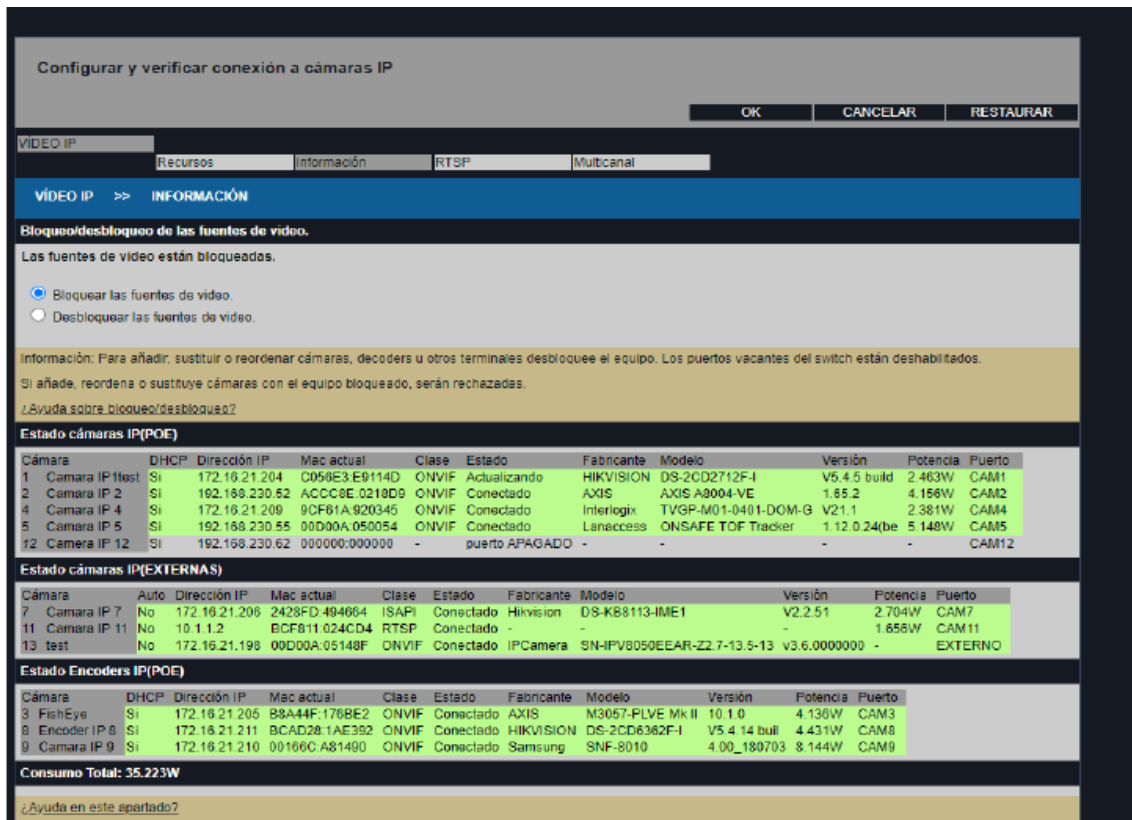 Configurar y verificar conexión a cámaras IP
OK CANCELAR RESTAURAR
VÍDEO IP
Recursos Información RTSP Multicanal
VÍDEO IP >> INFORMACIÓN
Bloqueo/desbloqueo de las fuentes de video.
Las fuentes de video están bloqueadas.
Bloquear las fuentes de video.
Desbloquear las fuentes de video.
Información: Para añadir, sustituir o reordenar cámaras, decoders u otros terminales desbloquee el equipo. Los puertos vacantes del switch están deshabilitados.
Si añade, reordena o sustituye cámaras con el equipo bloqueado, serán rechazadas.
¿Ayuda sobre bloqueo/desbloqueo?
Estado cámaras IP(POE)
Cámara DHCP Dirección IP Mac actual Clase Estado Fabricante Modelo Versión Potencia Puerto
1 Camara IP1test Si 172.16.21.204 C056E3:E9114D ONVIF Actualizando HIKVISION DS-2CD2712F-I V5.4.5 build 2.463W CAM1
2 Camara IP 2 Si 192.168.230.52 ACCC8E:0218D9 ONVIF Conectado AXIS AXIS A8004-VE 1.65.2 4.156W CAM2
4 Camara IP 4 Si 172.16.21.209 9CF61A:920345 ONVIF Conectado Interlogix TVGP-M01-0401-DOM-G V21.1 2.381W CAM4
5 Camara IP 5 Si 192.168.230.55 00D00A:050054 ONVIF Conectado Lanaccess ONSAFE TOF Tracker 1.12.0.24(be 5.148W CAM5
12 Camera IP 12 Si 192.168.230.62 000000:000000 - puerto APAGADO - - - CAM12
Estado cámaras IP(EXTERNAS)
Cámara Auto Dirección IP Mac actual Clase Estado Fabricante Modelo Versión Potencia Puerto
7 Camara IP 7 No 172.16.21.206 2428FD:494664 ISAPI Conectado Hikvision DS-KB8113-IME1 V2.2.51 2.704W CAM7
11 Camara IP 11 No 10.1.1.2 BCF811:024CD4 RTSP Conectado - - - 1.656W CAM11
13 test No 172.16.21.198 00D00A:05148F ONVIF Conectado IPCamera SN-IPV8050EEAR-Z2.7-13.5-13 v3.6.0000000 - EXTERNO
Estado Encoders IP(POE)
Cámara DHCP Dirección IP Mac actual Clase Estado Fabricante Modelo Versión Potencia Puerto
3 FishEye Si 172.16.21.205 B8A44F:176BE2 ONVIF Conectado AXIS M3057-PLVE Mk II 10.1.0 4.136W CAM3
8 Encoder IP 8 Si 172.16.21.211 BCAD28:1AE392 ONVIF Conectado HIKVISION DS-2CD6362F-I V5.4.14 buil 4.431W CAM8
9 Camara IP 9 Si 172.16.21.210 00166C:A81490 ONVIF Conectado Samsung SNF-8010 4.00_180703 8.144W CAM9
Consumo Total: 35.223W
¿Ayuda en este apartado?